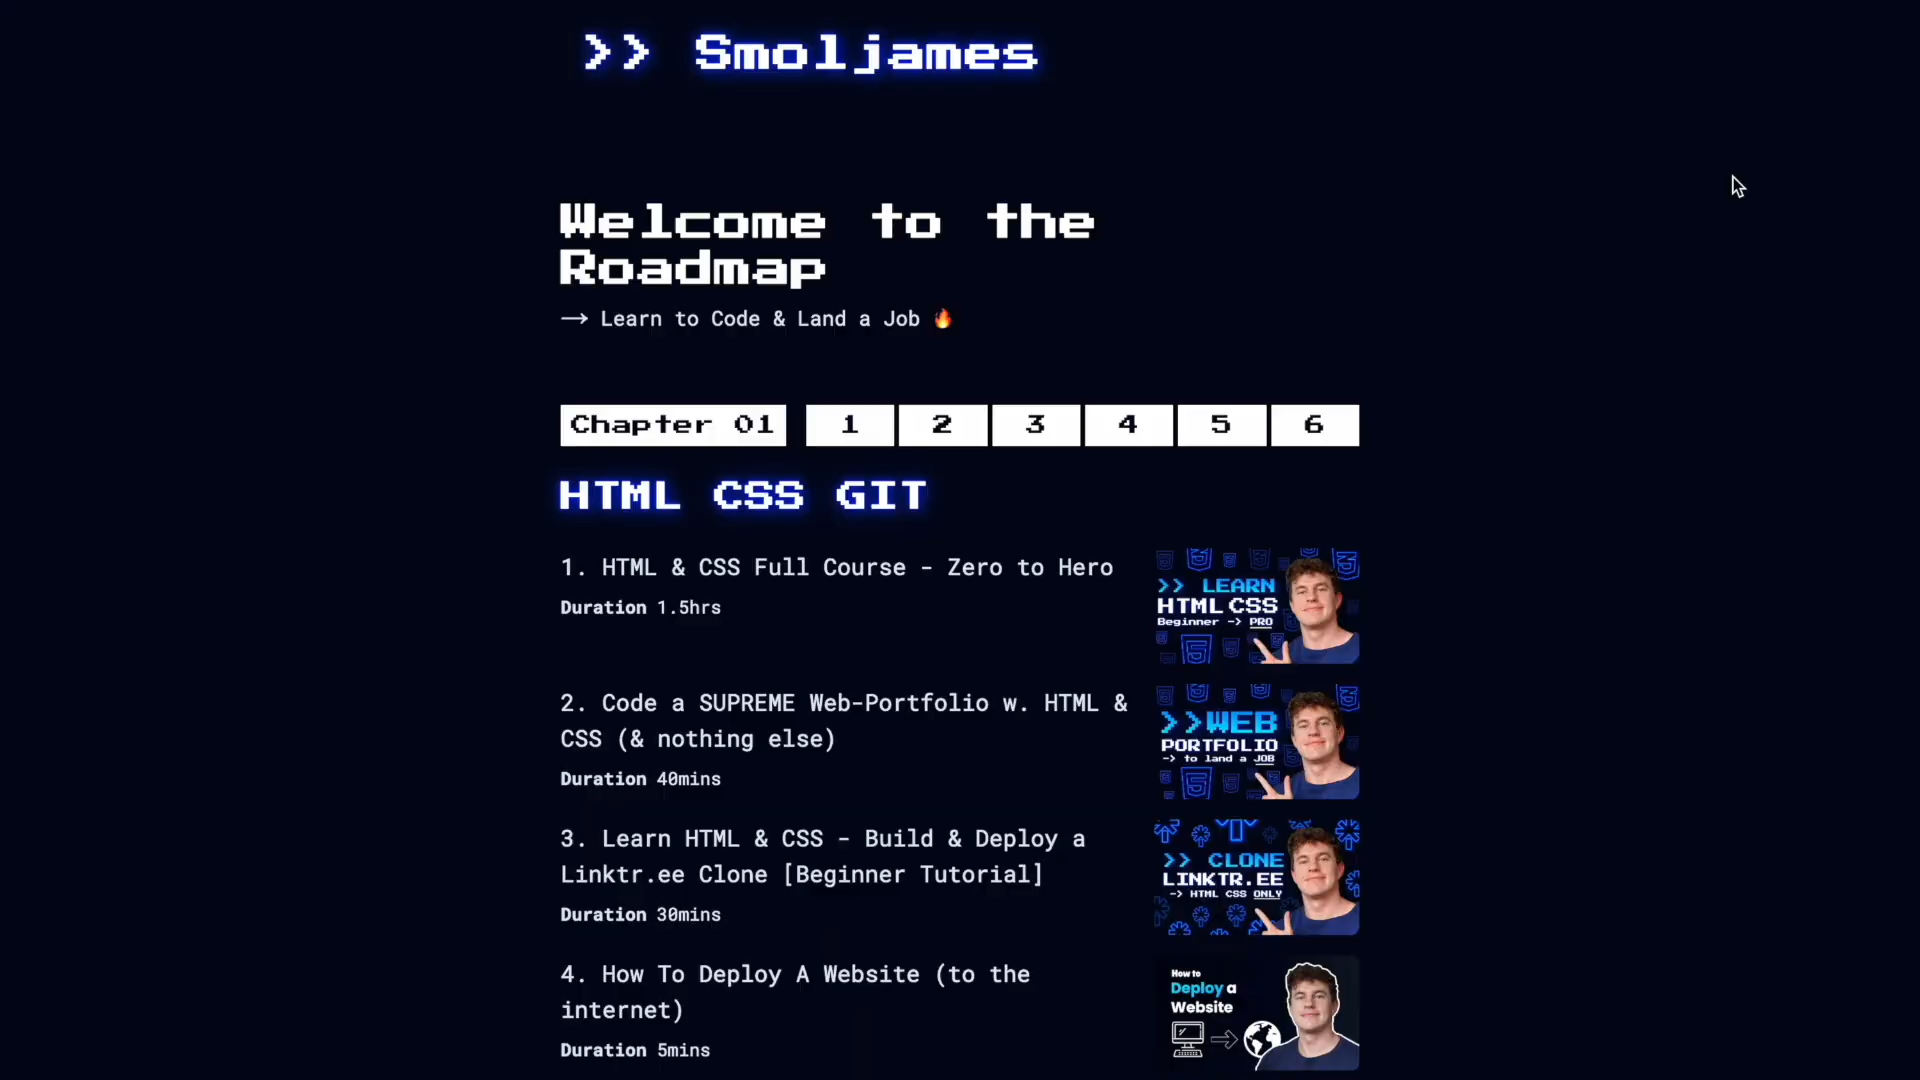 >> Smoljames
Welcome to the
Roadmap
→ Learn to Code & Land a Job 🔥
Chapter 01 1 2 3 4 5 6
HTML CSS GIT
1. HTML & CSS Full Course - Zero to Hero
Duration 1.5hrs
>> LEARN
HTML CSS
Beginner -> PRO
2. Code a SUPREME Web-Portfolio w. HTML &
CSS (& nothing else)
Duration 40mins
>>WEB
PORTFOLIO
-> to land a JOB
3. Learn HTML & CSS - Build & Deploy a
Linktr.ee Clone [Beginner Tutorial]
Duration 30mins
>> CLONE
LINKTR.EE
-> HTML CSS ONLY
4. How To Deploy A Website (to the
internet)
Duration 5mins
How to
Deploy a
Website